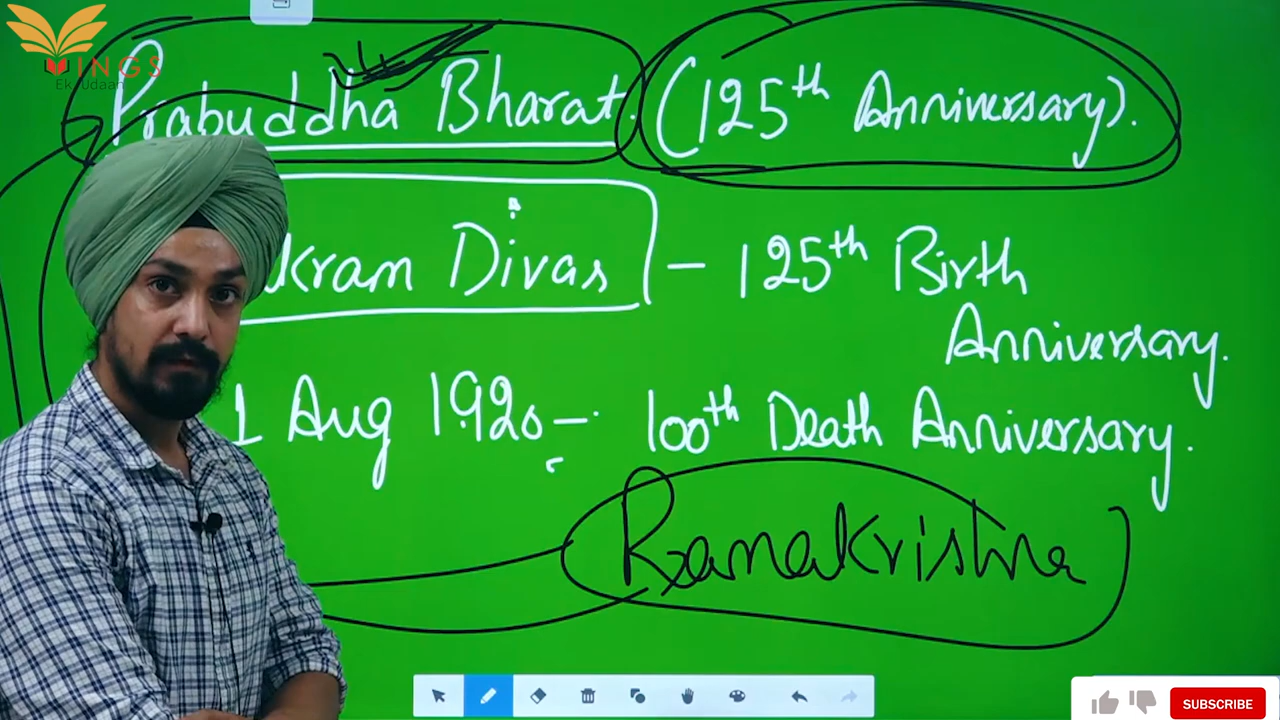 WINGS
Ek Udaan
Prabuddha Bharat. (125th Anniversary).
kram Divas - 125th Birth
Anniversary.
1 Aug 1920 - 100th Death Anniversary.
Ramakrishna
SUBSCRIBE